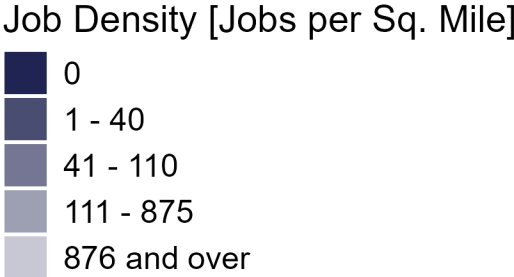 Job Density [Jobs per Sq. Mile]
0
1 - 40
41 - 110
111 - 875
876 and over